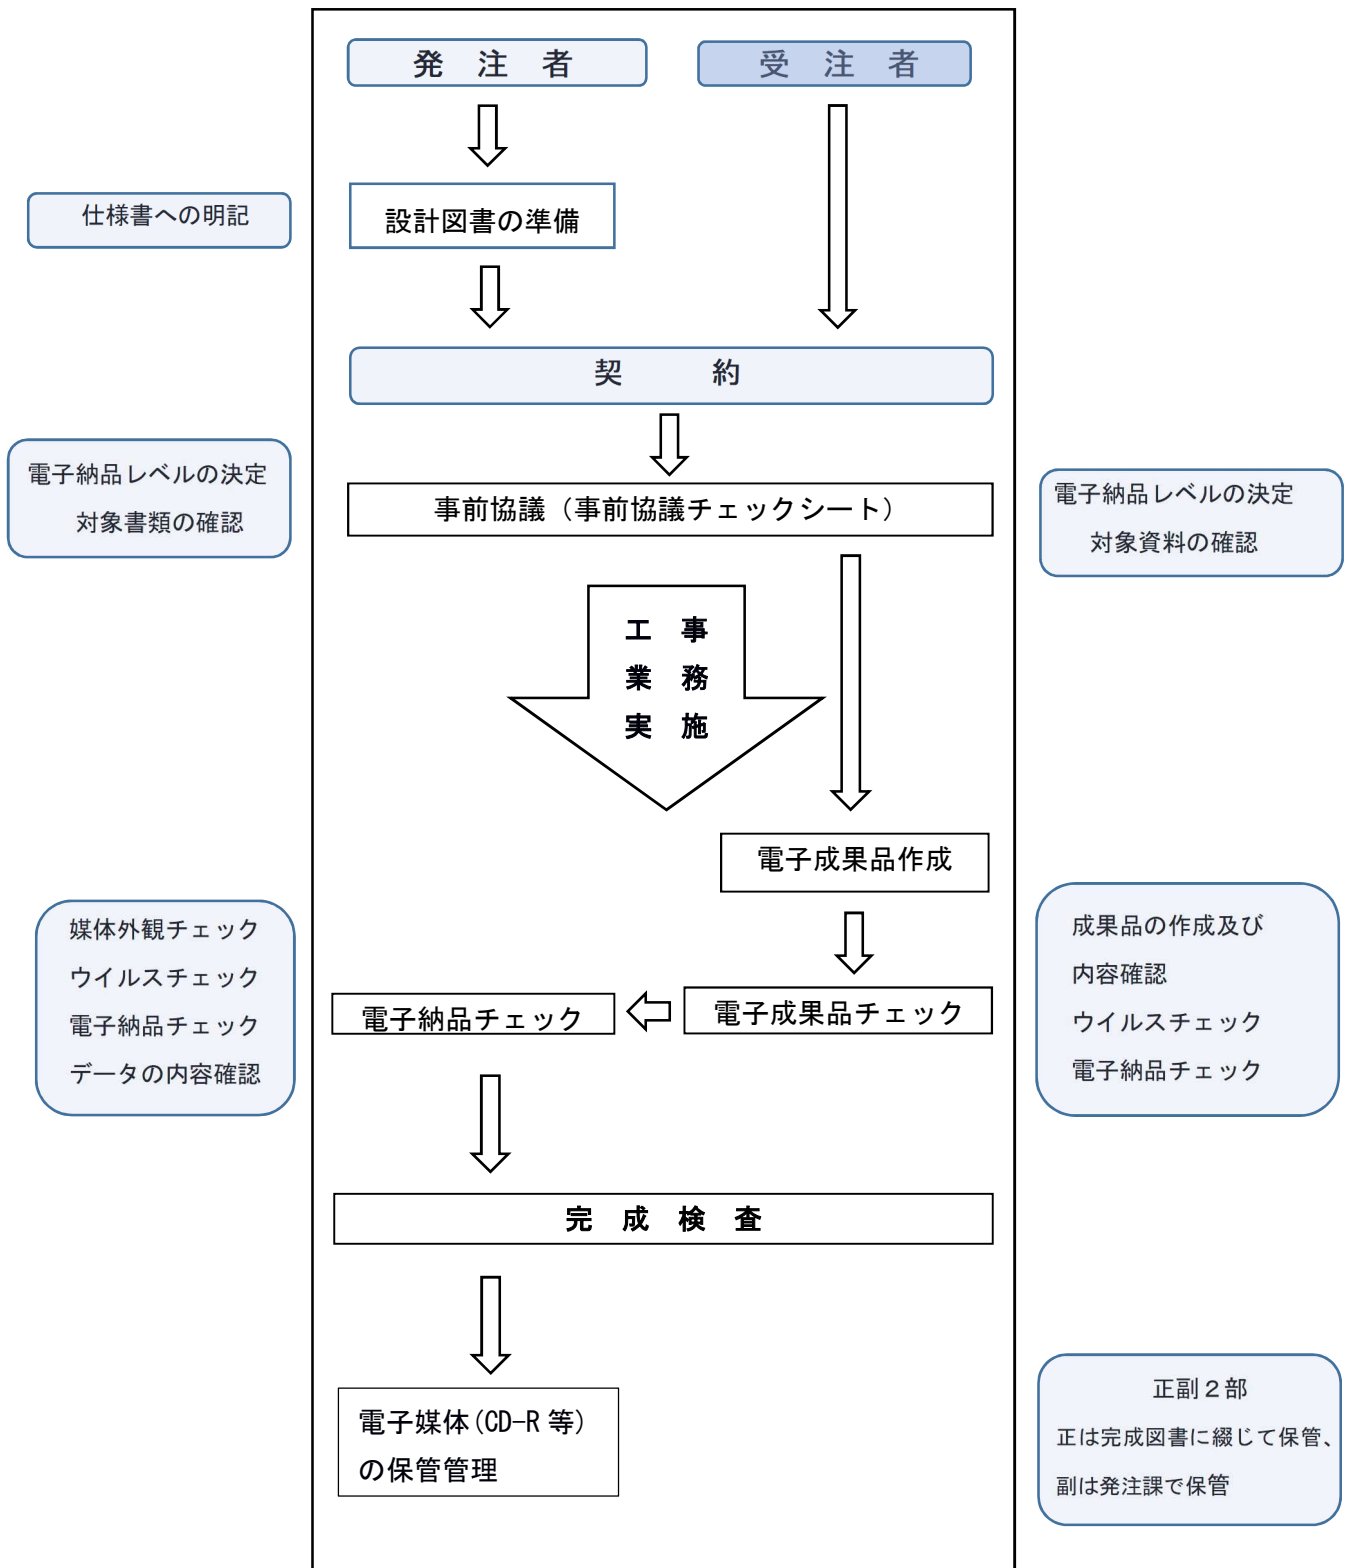 発　注　者
受　注　者
仕様書への明記
設計図書の準備
契　　約
電子納品レベルの決定
対象書類の確認
事前協議（事前協議チェックシート）
電子納品レベルの決定
対象資料の確認
工　事
業　務
実　施
電子成果品作成
媒体外観チェック
ウイルスチェック
電子納品チェック
データの内容確認
電子納品チェック
電子成果品チェック
成果品の作成及び
内容確認
ウイルスチェック
電子納品チェック
完　成　検　査
電子媒体(CD-R 等)
の保管管理
正副２部
正は完成図書に綴じて保管、
副は発注課で保管